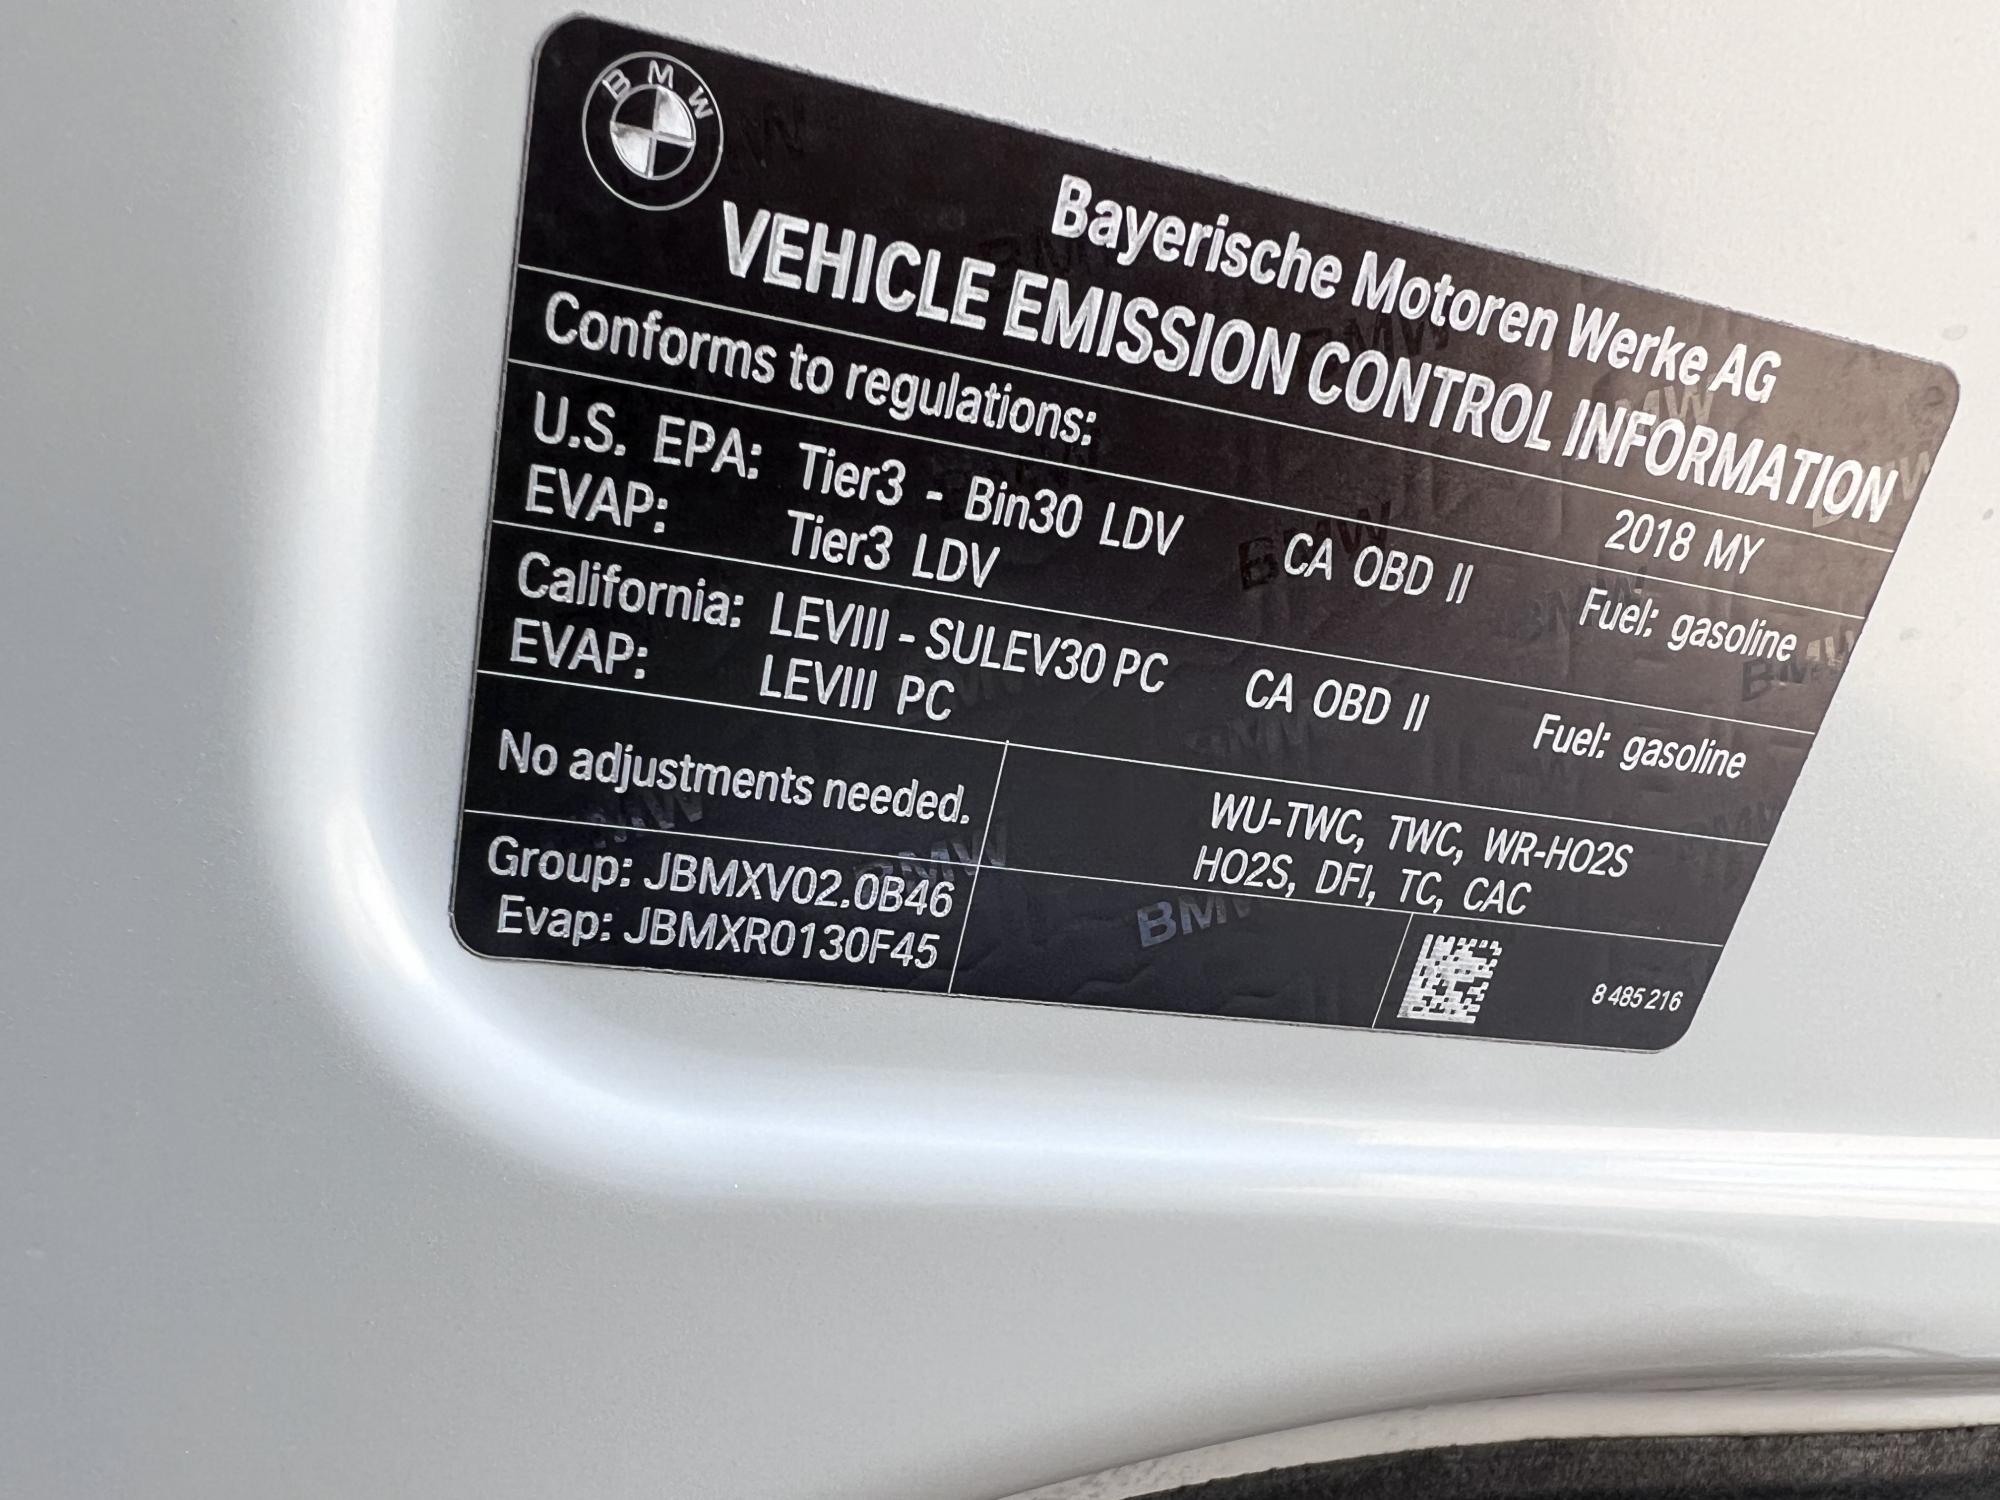 BMW
Bayerische Motoren Werke AG
VEHICLE EMISSION CONTROL INFORMATION
Conforms to regulations: 2018 MY
U.S. EPA: Tier3 - Bin30 LDV CA OBD II Fuel: gasoline
EVAP: Tier3 LDV
California: LEVIII - SULEV30 PC CA OBD II Fuel: gasoline
EVAP: LEVIII PC
No adjustments needed.
WU-TWC, TWC, WR-HO2S
HO2S, DFI, TC, CAC
Group: JBMXV02.0B46
Evap: JBMXR0130F45
8 485 216